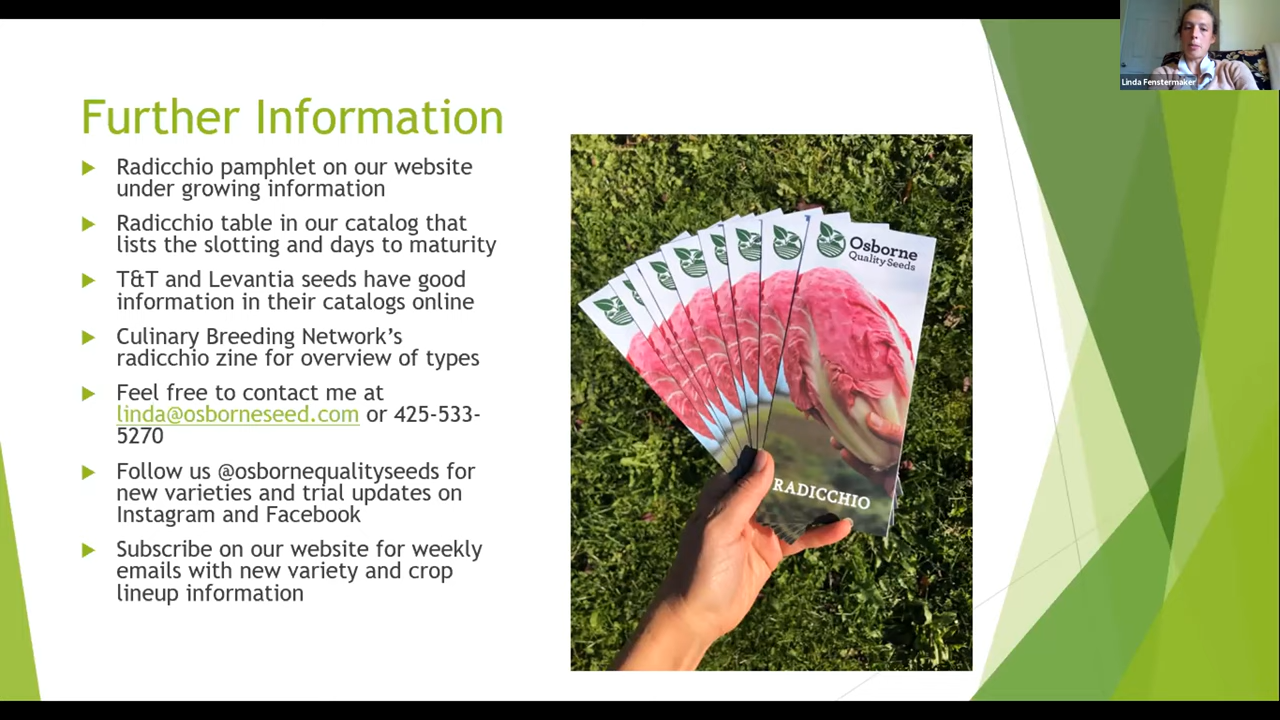 Linda Fenstermaker
Further Information
Radicchio pamphlet on our website
under growing information
Radicchio table in our catalog that
lists the slotting and days to maturity
T&T and Levantia seeds have good
information in their catalogs online
Culinary Breeding Network’s
radicchio zine for overview of types
Feel free to contact me at
linda@osborneseed.com or 425-533-
5270
Follow us @osbornequalityseeds for
new varieties and trial updates on
Instagram and Facebook
Subscribe on our website for weekly
emails with new variety and crop
lineup information
Osborne
Quality Seeds
RADICCHIO